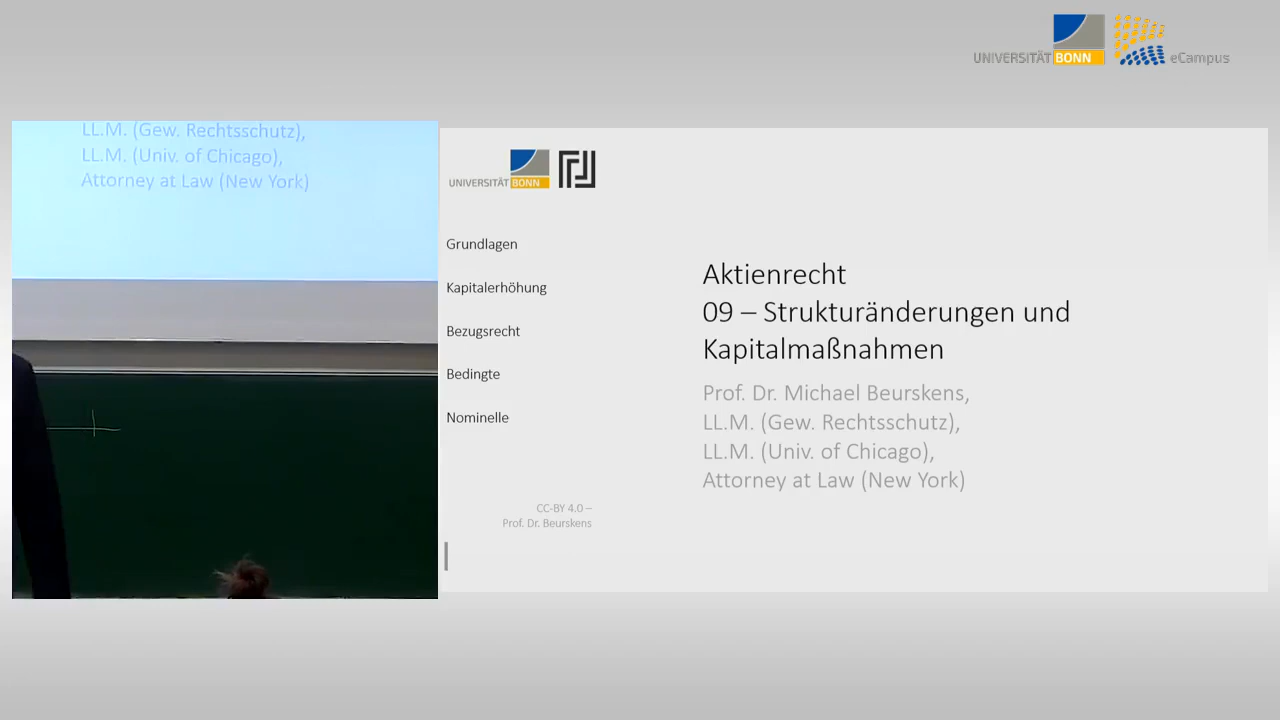 UNIVERSITÄT BONN
eCampus
LL.M. (Gew. Rechtsschutz),
LL.M. (Univ. of Chicago),
Attorney at Law (New York)
UNIVERSITÄT BONN
Grundlagen
Kapitalerhöhung
Bezugsrecht
Bedingte
Nominelle
CC-BY 4.0 –
Prof. Dr. Beurskens
Aktienrecht
09 – Strukturänderungen und
Kapitalmaßnahmen
Prof. Dr. Michael Beurskens,
LL.M. (Gew. Rechtsschutz),
LL.M. (Univ. of Chicago),
Attorney at Law (New York)